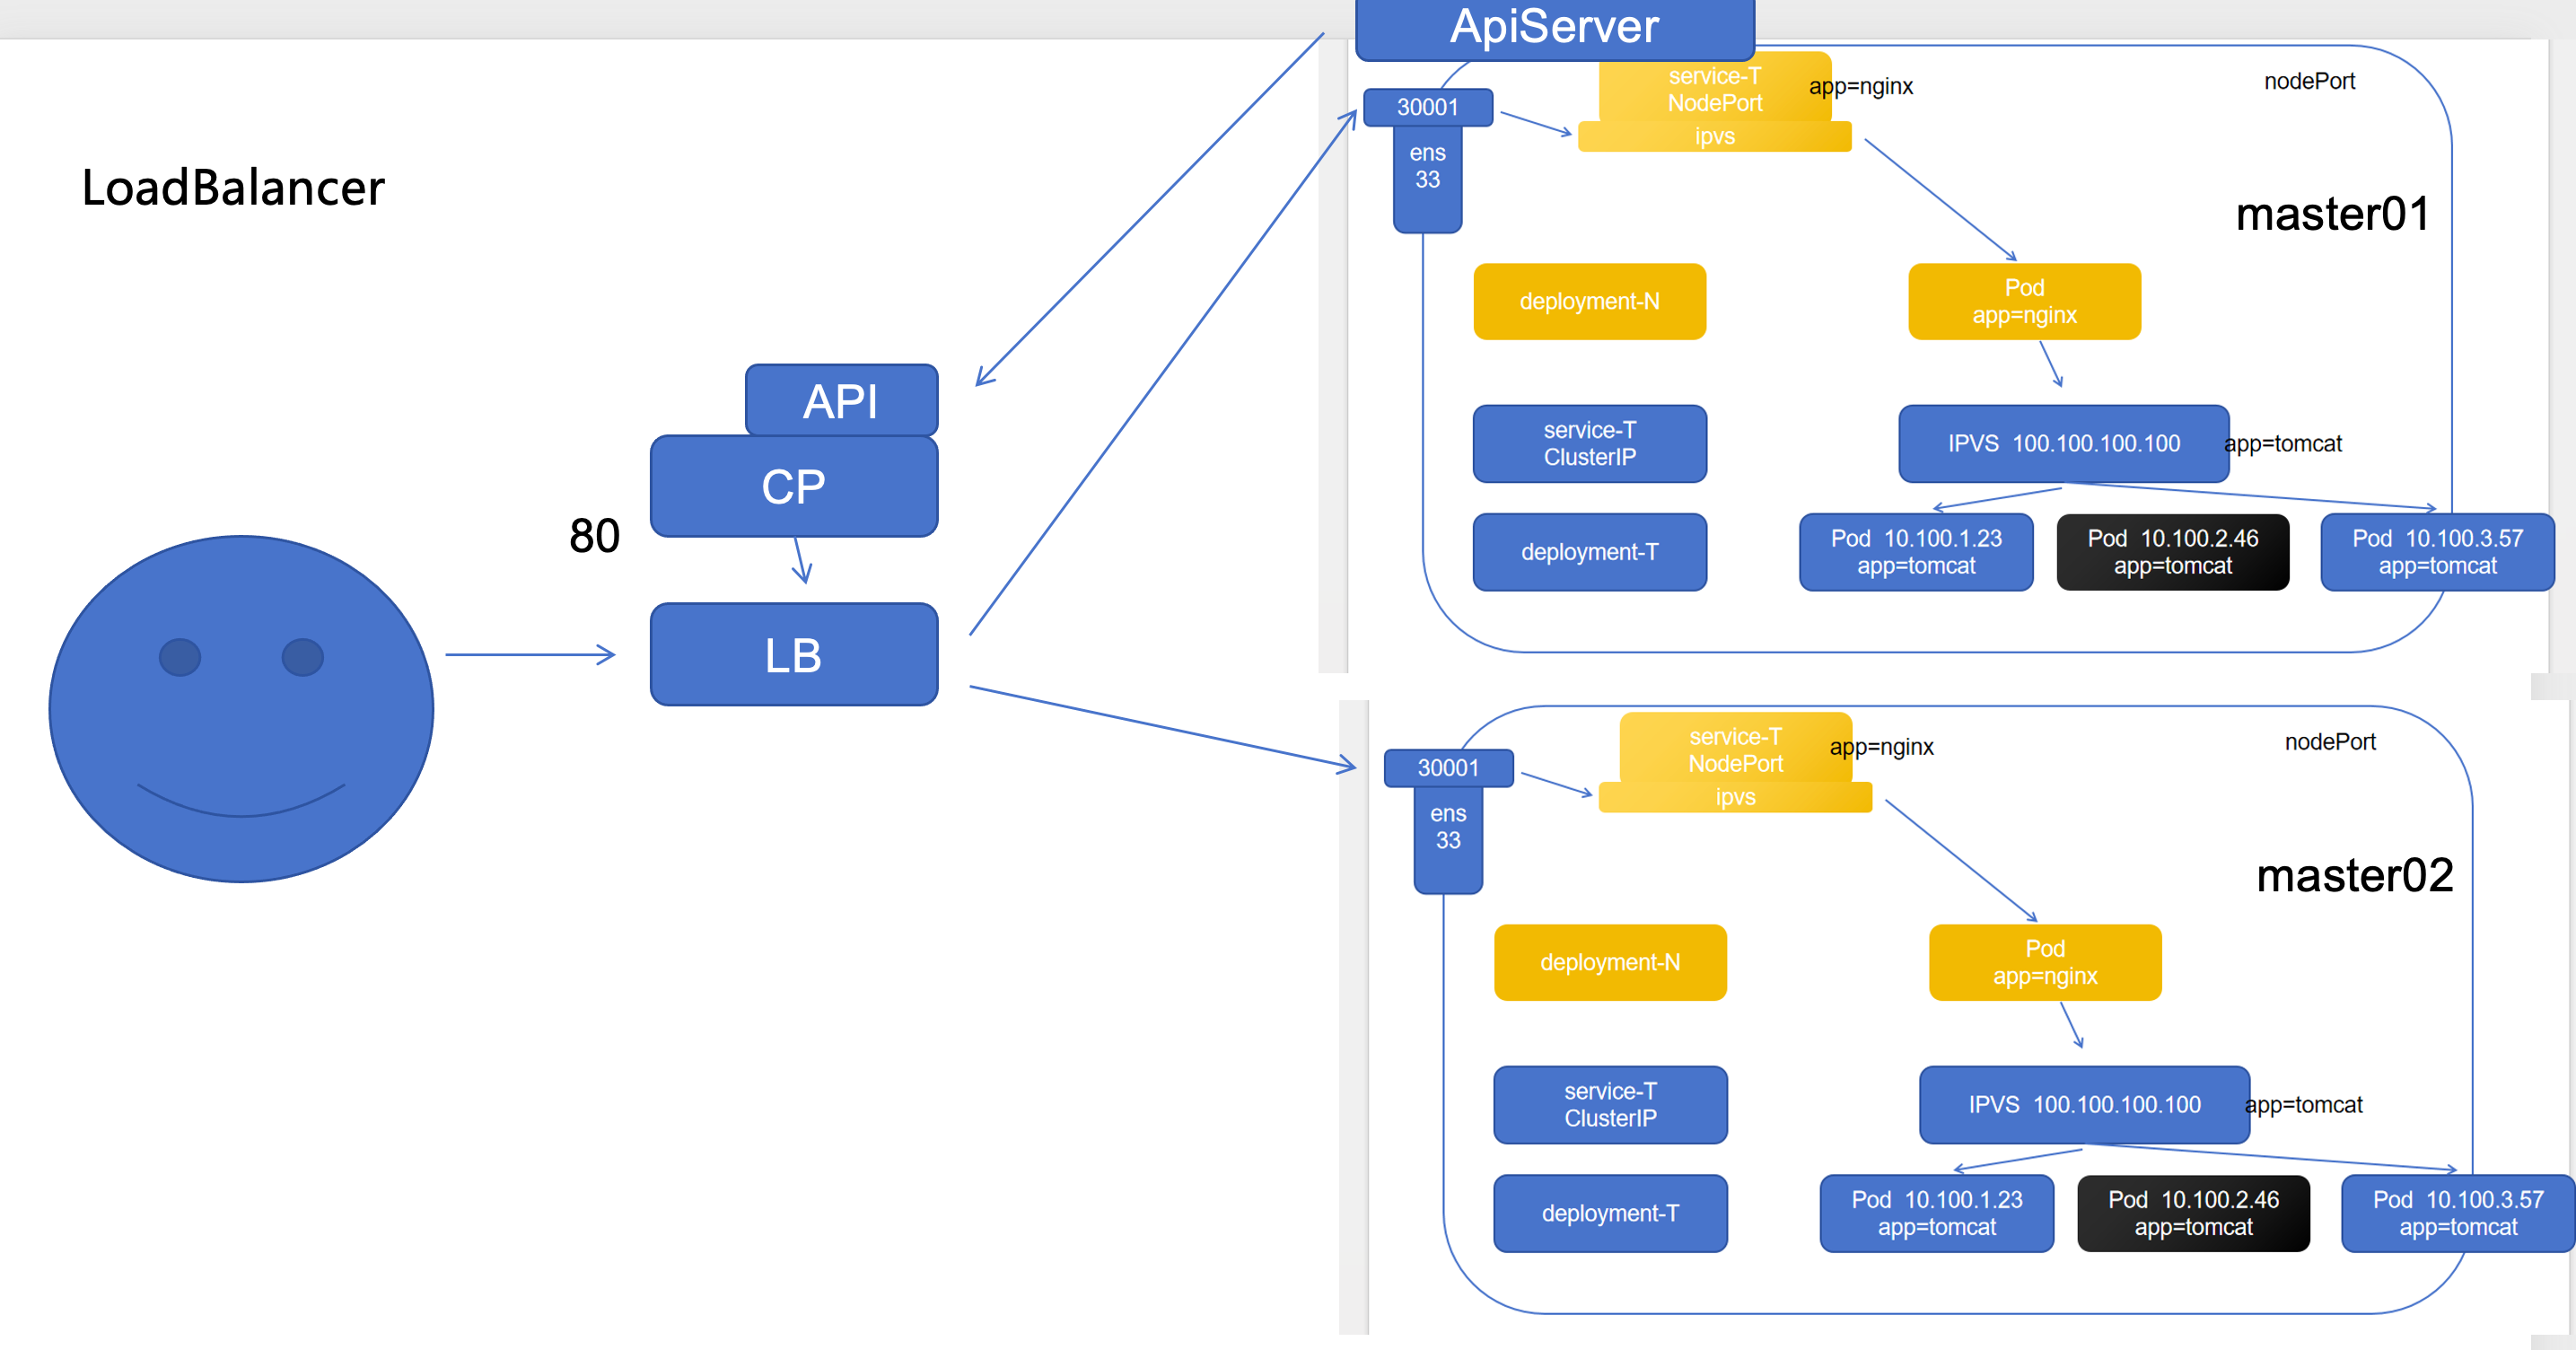 LoadBalancer
80
API
CP
LB
ApiServer
30001
ens
33
service-T
NodePort
ipvs
app=nginx
nodePort
master01
deployment-N
Pod
app=nginx
service-T
ClusterIP
IPVS 100.100.100.100
app=tomcat
deployment-T
Pod 10.100.1.23
app=tomcat
Pod 10.100.2.46
app=tomcat
Pod 10.100.3.57
app=tomcat
30001
ens
33
service-T
NodePort
ipvs
app=nginx
nodePort
master02
deployment-N
Pod
app=nginx
service-T
ClusterIP
IPVS 100.100.100.100
app=tomcat
deployment-T
Pod 10.100.1.23
app=tomcat
Pod 10.100.2.46
app=tomcat
Pod 10.100.3.57
app=tomcat